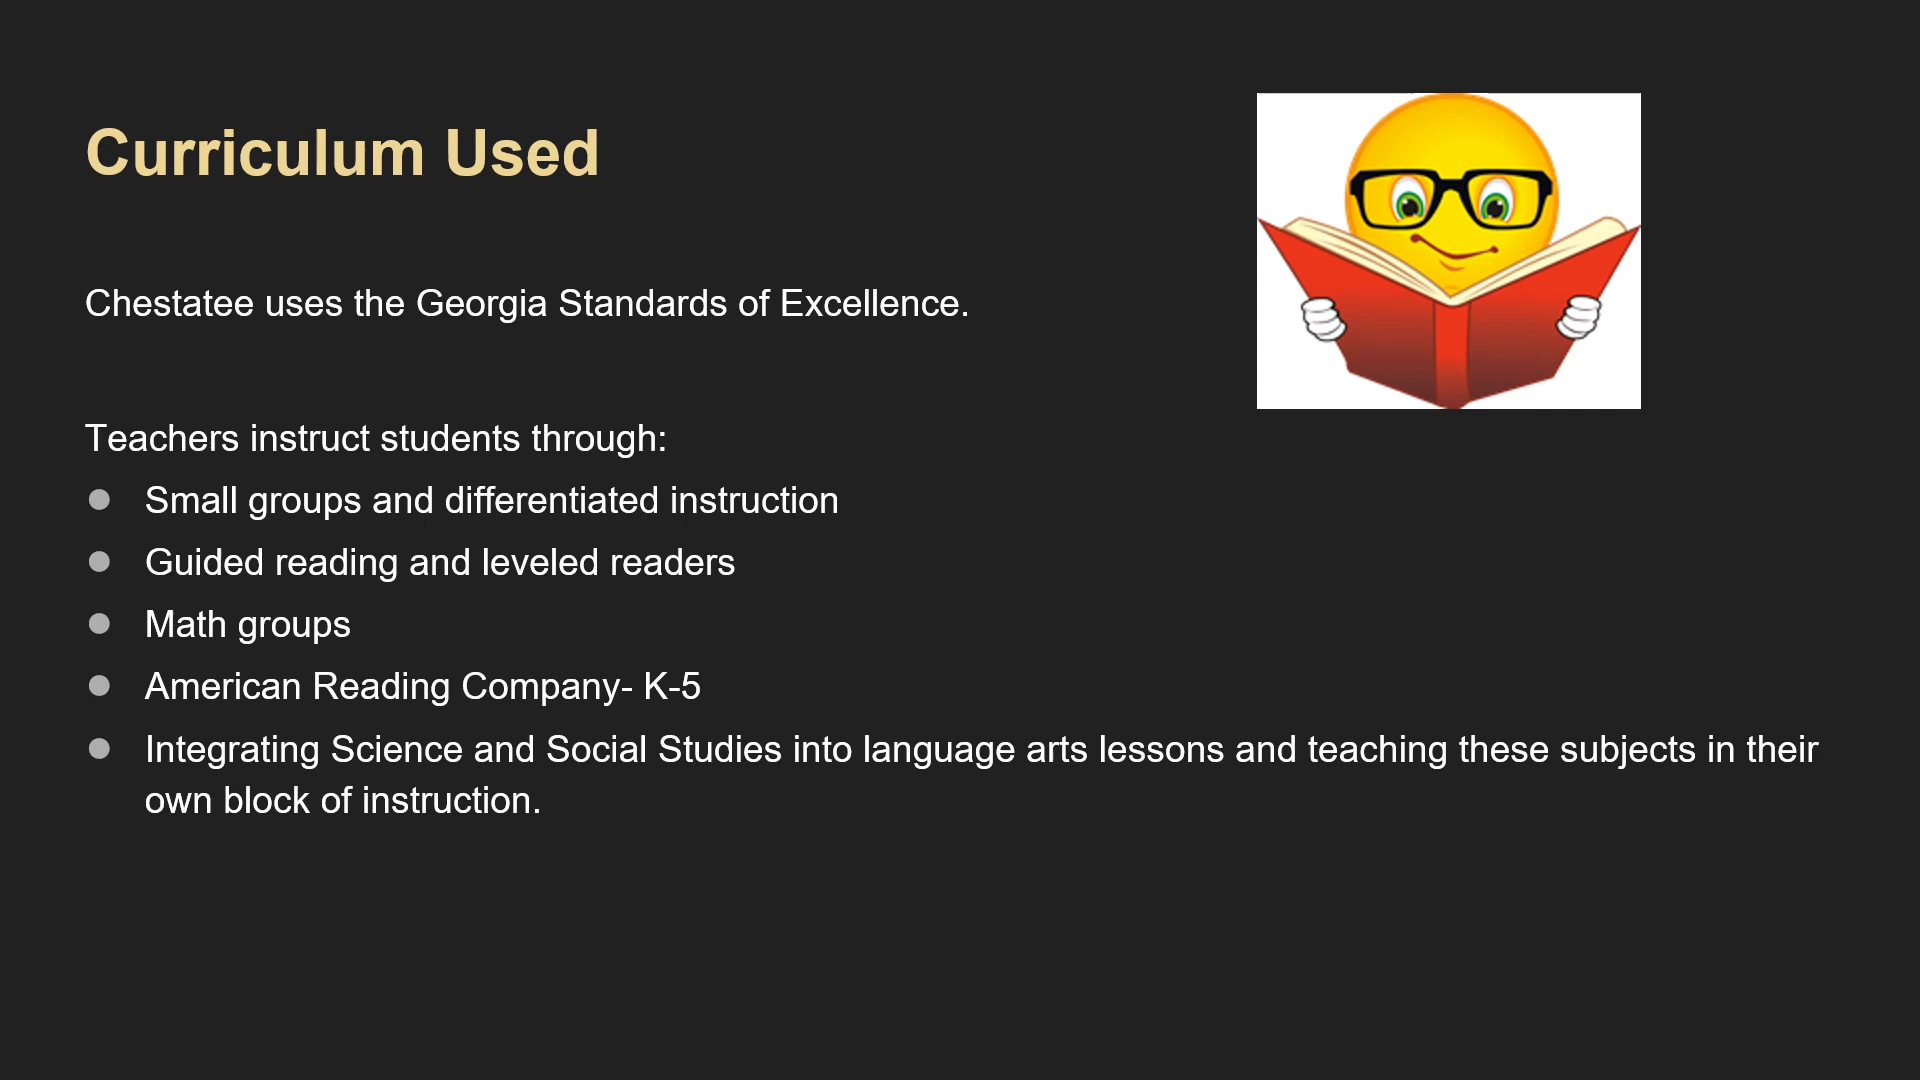 Curriculum Used
Chestatee uses the Georgia Standards of Excellence.
Teachers instruct students through:
● Small groups and differentiated instruction
● Guided reading and leveled readers
● Math groups
● American Reading Company- K-5
● Integrating Science and Social Studies into language arts lessons and teaching these subjects in their
own block of instruction.